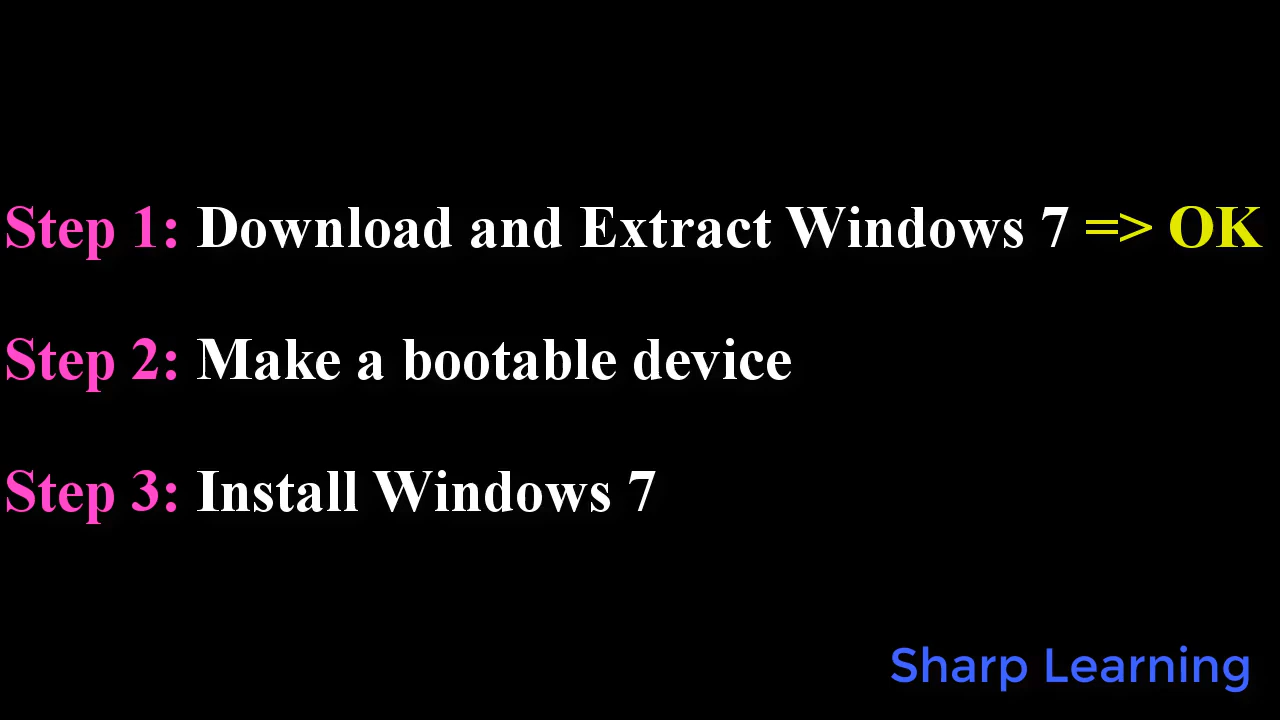 Step 1: Download and Extract Windows 7 => OK
Step 2: Make a bootable device
Step 3: Install Windows 7
Sharp Learning